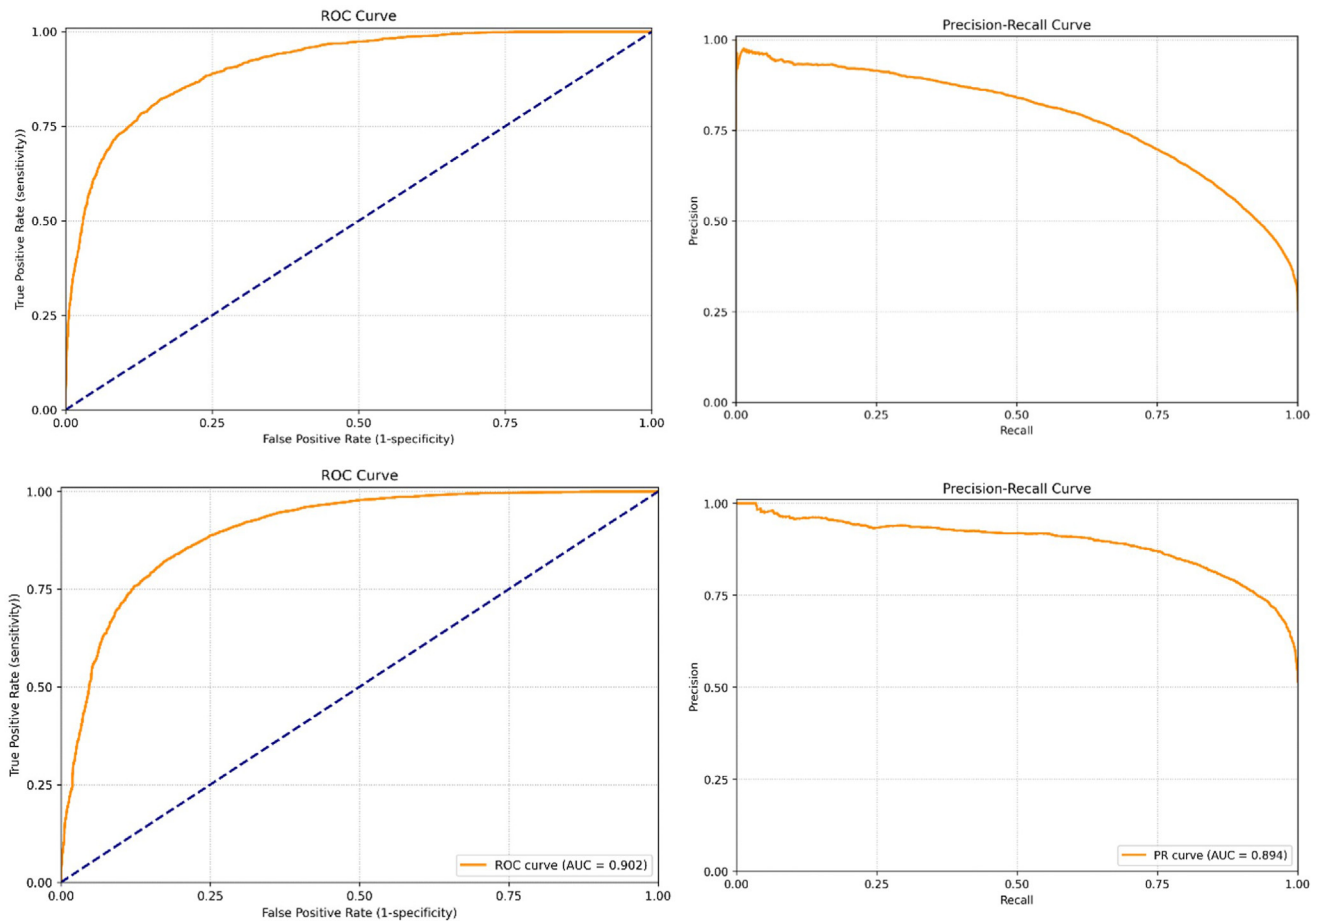 ROC Curve
1.00
0.75
0.50
0.25
0.00
True Positive Rate (sensitivity))
0.00 0.25 0.50 0.75 1.00
False Positive Rate (1-specificity)
Precision-Recall Curve
1.00
0.75
0.50
0.25
0.00
Precision
0.00 0.25 0.50 0.75 1.00
Recall
ROC Curve
1.00
0.75
0.50
0.25
0.00
True Positive Rate (sensitivity))
ROC curve (AUC = 0.902)
0.00 0.25 0.50 0.75 1.00
False Positive Rate (1-specificity)
Precision-Recall Curve
1.00
0.75
0.50
0.25
0.00
Precision
PR curve (AUC = 0.894)
0.00 0.25 0.50 0.75 1.00
Recall